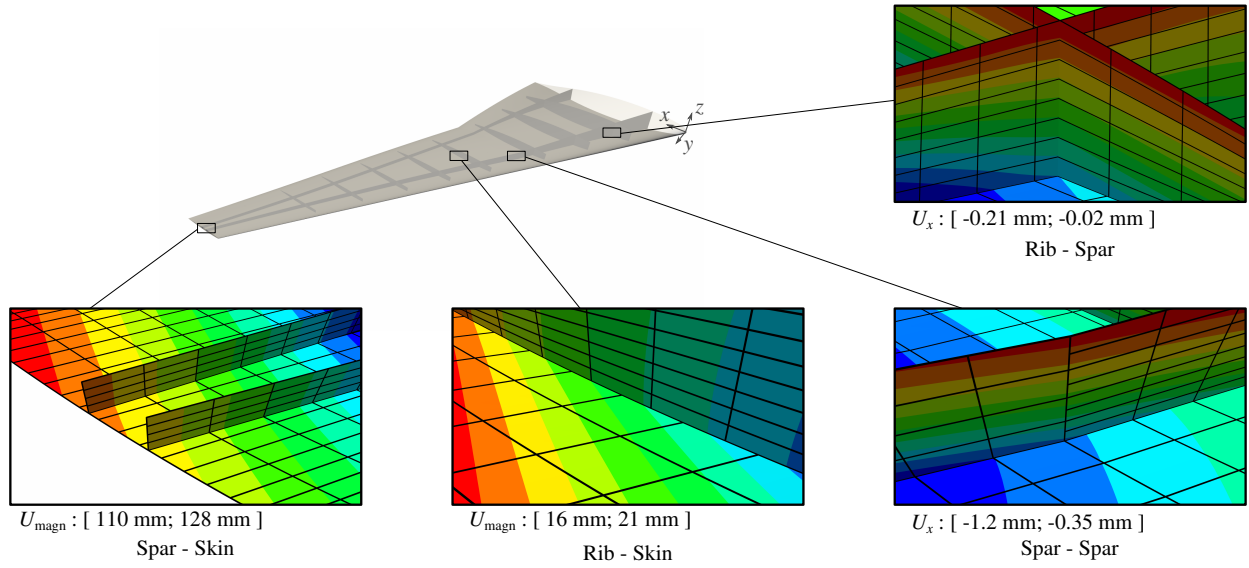 x
z
y
U_x : [ -0.21 mm; -0.02 mm ]
Rib - Spar
U_magn : [ 110 mm; 128 mm ]
Spar - Skin
U_magn : [ 16 mm; 21 mm ]
Rib - Skin
U_x : [ -1.2 mm; -0.35 mm ]
Spar - Spar